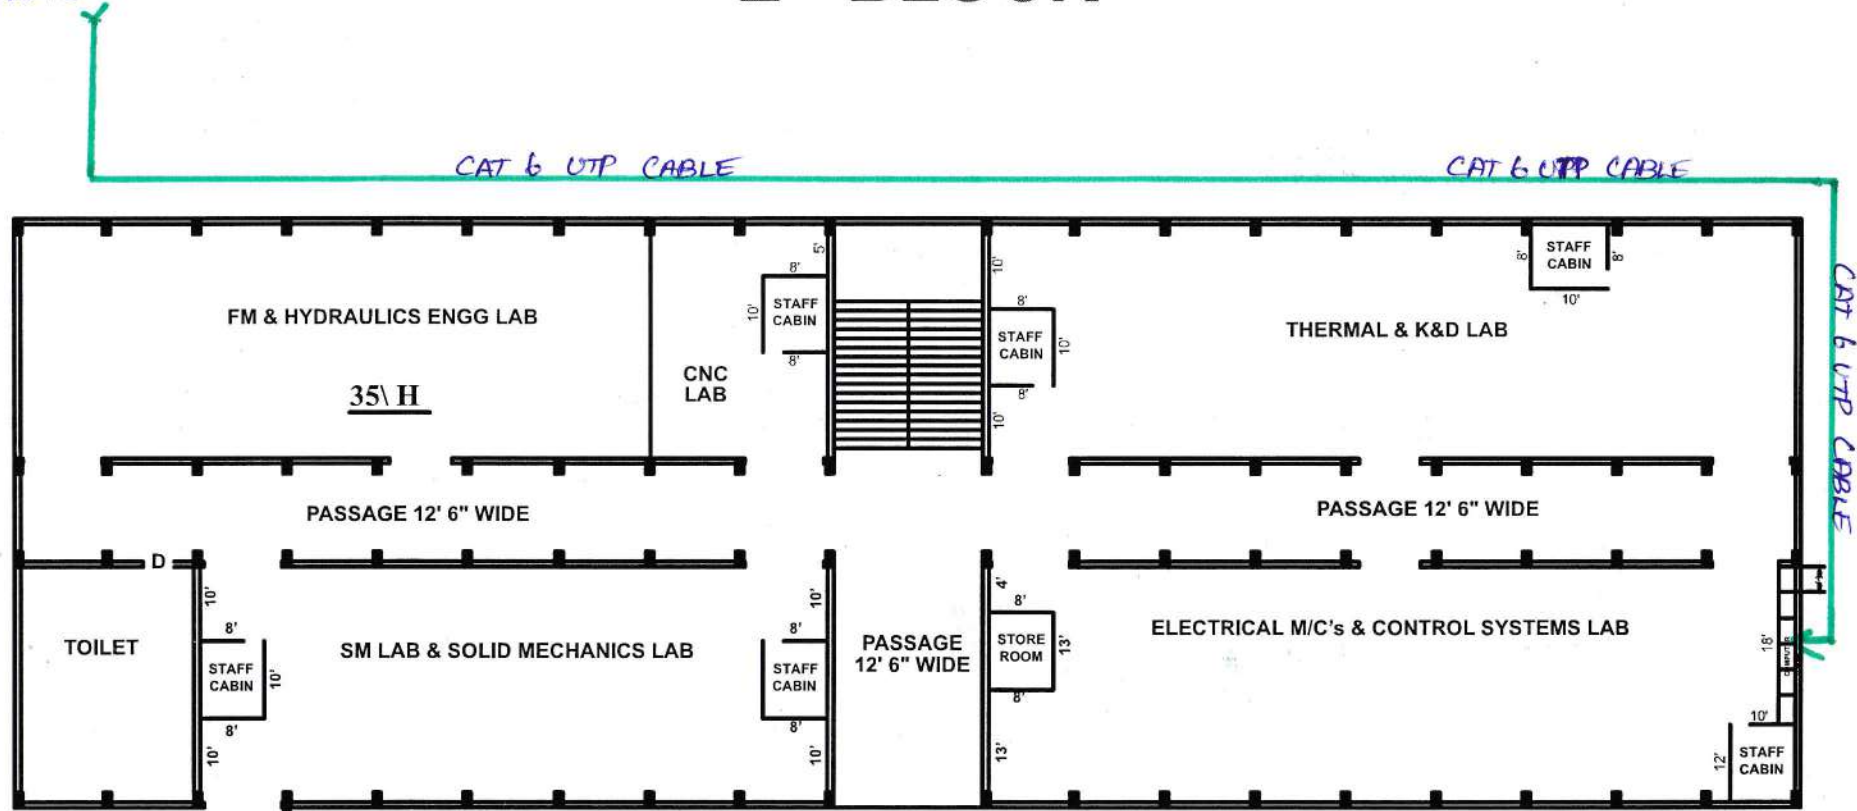 CAT 6 UTP CABLE
CAT 6 UTP CABLE
CAT 6 UTP CABLE
5'
10'
8'
STAFF
CABIN
8'
8'
10'
FM & HYDRAULICS ENGG LAB
35\ H
CNC
LAB
8'
10'
STAFF
CABIN
8'
8'
STAFF
CABIN
10'
8'
10'
THERMAL & K&D LAB
PASSAGE 12' 6" WIDE
PASSAGE 12' 6" WIDE
D
TOILET
10'
8'
STAFF
CABIN
10'
8'
10'
SM LAB & SOLID MECHANICS LAB
10'
8'
STAFF
CABIN
8'
10'
PASSAGE
12' 6" WIDE
4'
8'
STORE
ROOM
13'
8'
13'
ELECTRICAL M/C's & CONTROL SYSTEMS LAB
18'
10'
12'
STAFF
CABIN